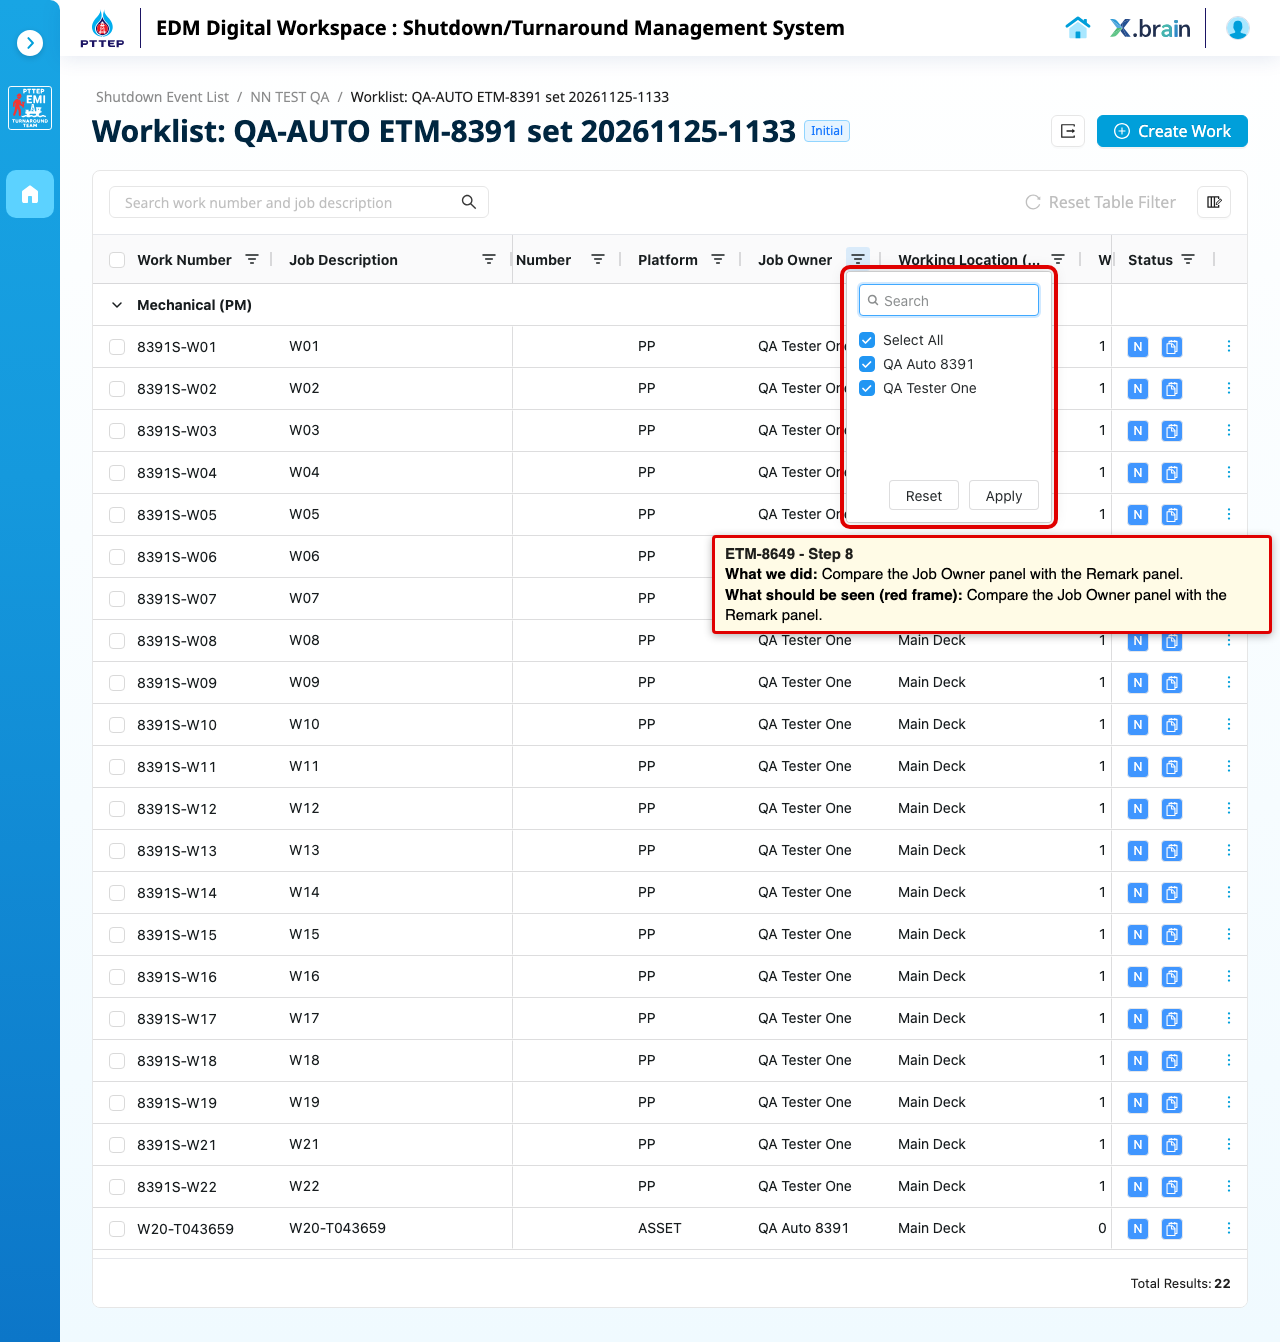 PTTEP
EDM Digital Workspace : Shutdown/Turnaround Management System
X.brain
PTTEP
EMI
TURNAROUND
TEAM
Shutdown Event List / NN TEST QA / Worklist: QA-AUTO ETM-8391 set 20261125-1133
Worklist: QA-AUTO ETM-8391 set 20261125-1133 Initial
Create Work
Search work number and job description
Reset Table Filter
Work Number Job Description Number Platform Job Owner Working Location (... W Status
Mechanical (PM)
Search
Select All
QA Auto 8391
QA Tester One
Reset Apply
8391S-W01 W01 PP QA Tester One 1 N
8391S-W02 W02 PP QA Tester One 1 N
8391S-W03 W03 PP QA Tester One 1 N
8391S-W04 W04 PP QA Tester One 1 N
8391S-W05 W05 PP QA Tester One 1 N
8391S-W06 W06 PP
8391S-W07 W07 PP
ETM-8649 - Step 8
What we did: Compare the Job Owner panel with the Remark panel.
What should be seen (red frame): Compare the Job Owner panel with the
Remark panel.
8391S-W08 W08 PP QA Tester One Main Deck 1 N
8391S-W09 W09 PP QA Tester One Main Deck 1 N
8391S-W10 W10 PP QA Tester One Main Deck 1 N
8391S-W11 W11 PP QA Tester One Main Deck 1 N
8391S-W12 W12 PP QA Tester One Main Deck 1 N
8391S-W13 W13 PP QA Tester One Main Deck 1 N
8391S-W14 W14 PP QA Tester One Main Deck 1 N
8391S-W15 W15 PP QA Tester One Main Deck 1 N
8391S-W16 W16 PP QA Tester One Main Deck 1 N
8391S-W17 W17 PP QA Tester One Main Deck 1 N
8391S-W18 W18 PP QA Tester One Main Deck 1 N
8391S-W19 W19 PP QA Tester One Main Deck 1 N
8391S-W21 W21 PP QA Tester One Main Deck 1 N
8391S-W22 W22 PP QA Tester One Main Deck 1 N
W20-T043659 W20-T043659 ASSET QA Auto 8391 Main Deck 0 N
Total Results: 22